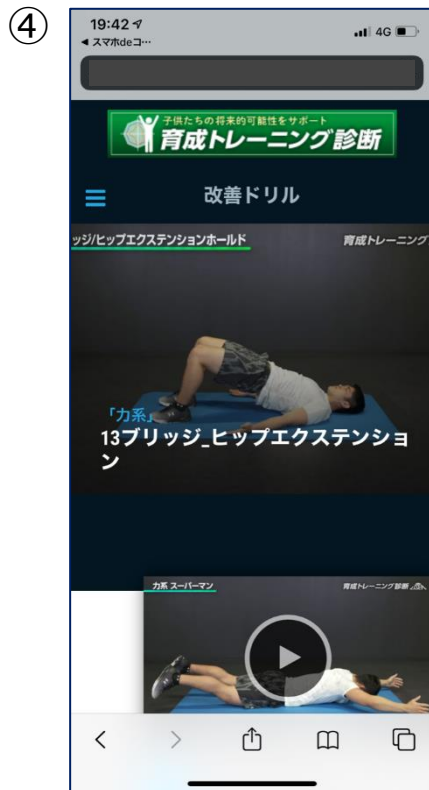 ④
19:42
4G
◀ スマホdeコ…
子供たちの将来的可能性をサポート
育成トレーニング診断
改善ドリル
ッジ/ヒップエクステンションホールド
育成トレーニング
「力系」
13ブリッジ_ヒップエクステンショ
ン
力系 スーパーマン
育成トレーニング診断